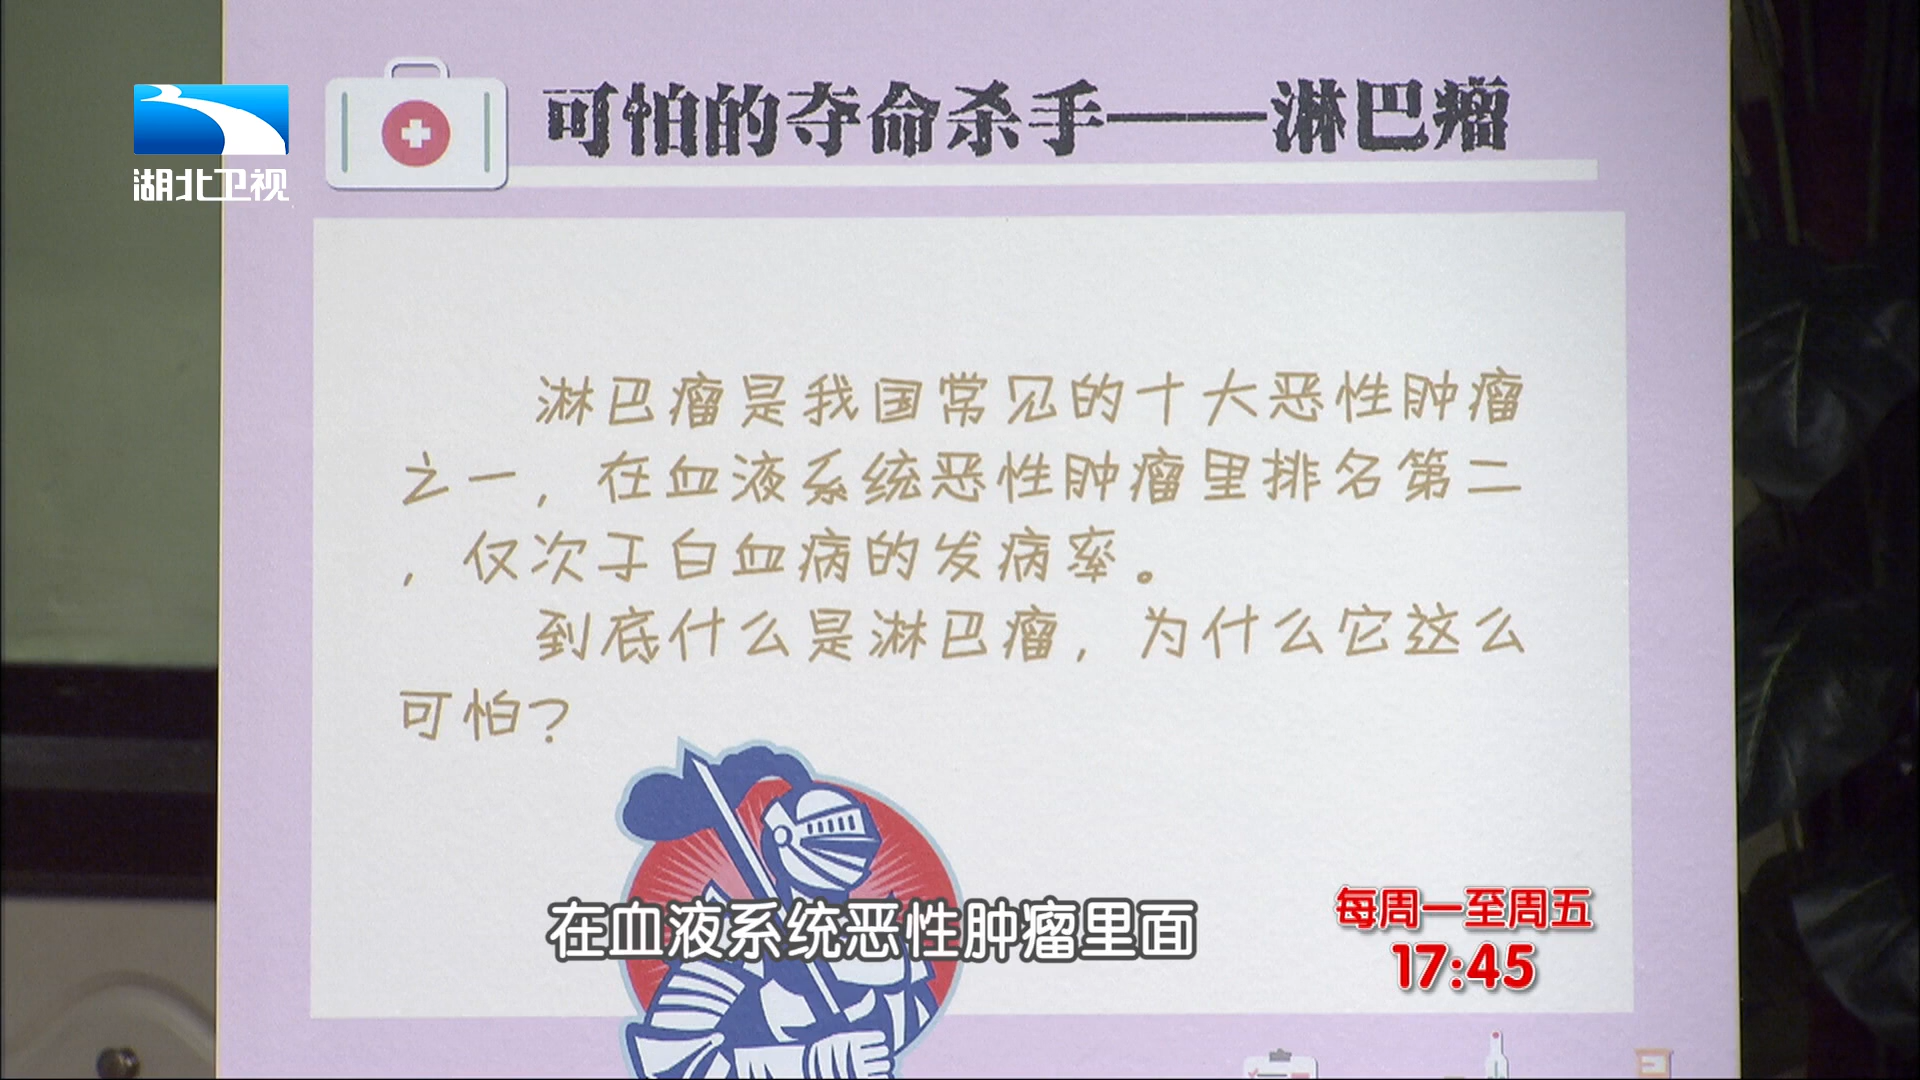 可怕的夺命杀手——淋巴瘤
湖北卫视
淋巴瘤是我国常见的十大恶性肿瘤
之一，在血液系统恶性肿瘤里排名第二
，仅次于白血病的发病率。
到底什么是淋巴瘤，为什么它这么
可怕?
在血液系统恶性肿瘤里面
每周一至周五
17:45